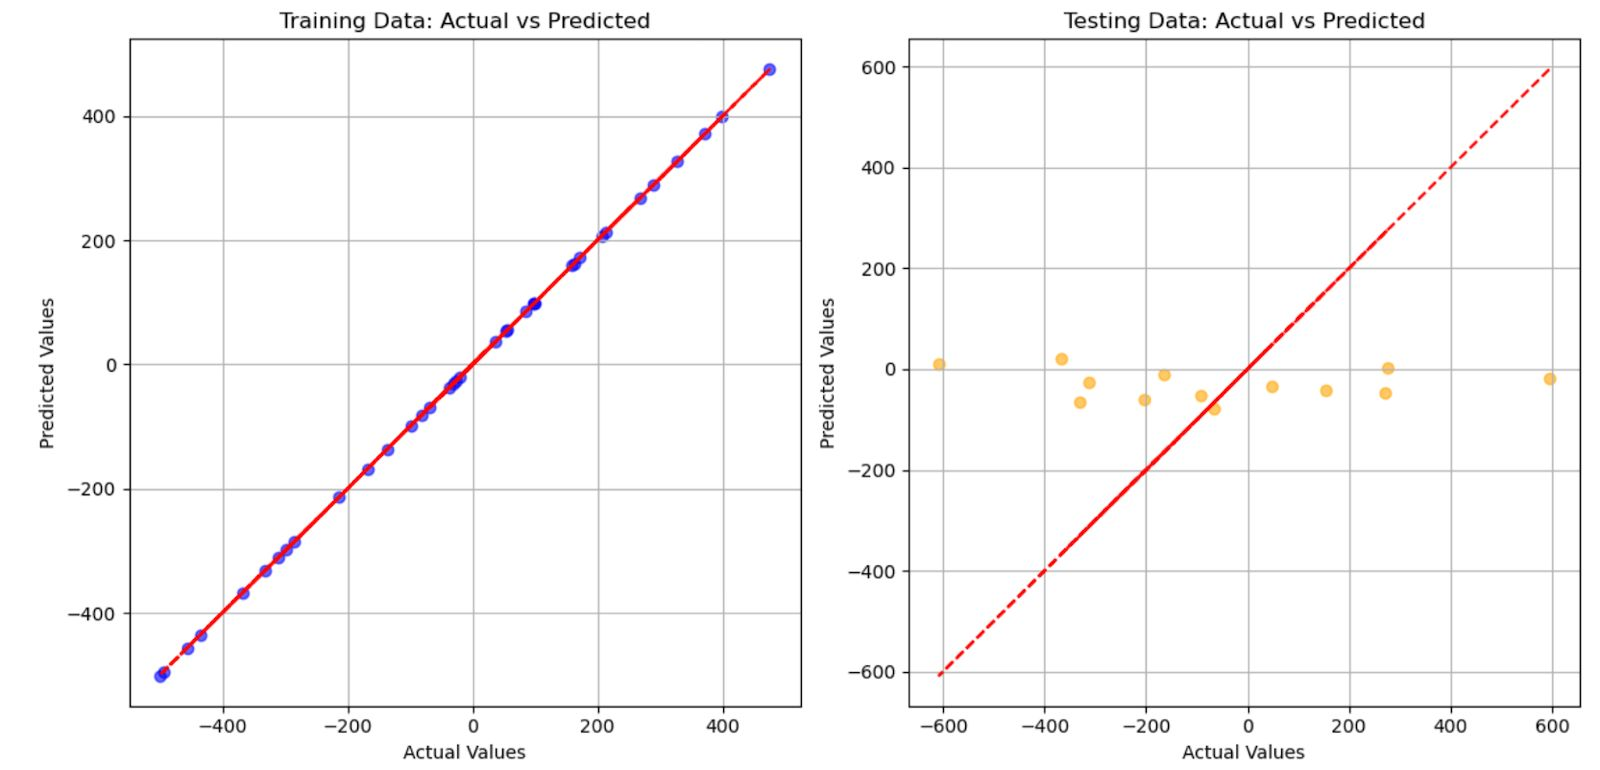 Training Data: Actual vs Predicted
400
200
0
−200
−400
Predicted Values
−400 −200 0 200 400
Actual Values
Testing Data: Actual vs Predicted
600
400
200
0
−200
−400
−600
Predicted Values
−600 −400 −200 0 200 400 600
Actual Values